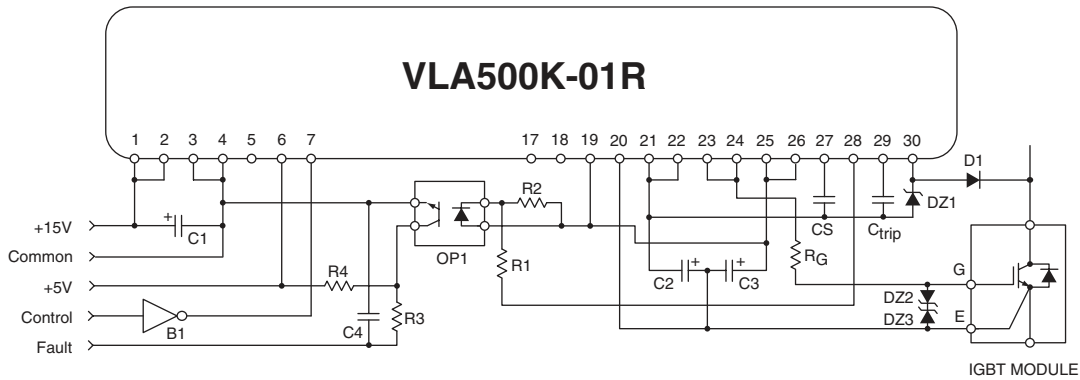 VLA500K-01R
1 2 3 4 5 6 7 17 18 19 20 21 22 23 24 25 26 27 28 29 30
D1
R2
DZ1
+15V
+
C1
CS
Ctrip
Common
OP1
R1
RG
+5V
R4
C2
+
+
C3
G
DZ2
Control
B1
C4
R3
DZ3
E
Fault
IGBT MODULE